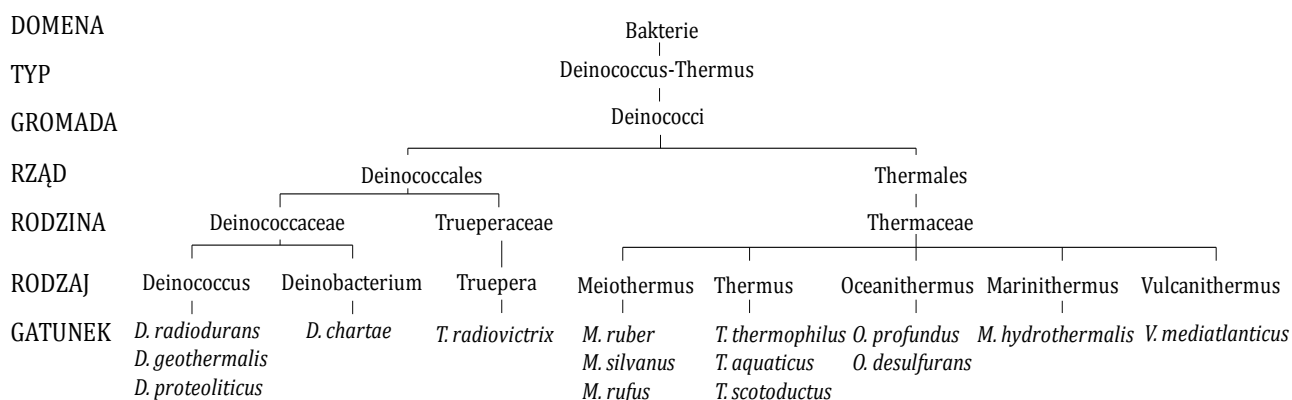 DOMENA Bakterie
TYP Deinococcus-Thermus
GROMADA Deinococci
RZĄD Deinococcales Thermales
RODZINA Deinococcaceae Trueperaceae Thermaceae
RODZAJ Deinococcus Deinobacterium Truepera Meiothermus Thermus Oceanithermus Marinithermus Vulcanithermus
GATUNEK D. radiodurans D. chartae T. radiovictrix M. ruber T. thermophilus O. profundus M. hydrothermalis V. mediatlanticus
D. geothermalis M. silvanus T. aquaticus O. desulfurans
D. proteoliticus M. rufus T. scotoductus